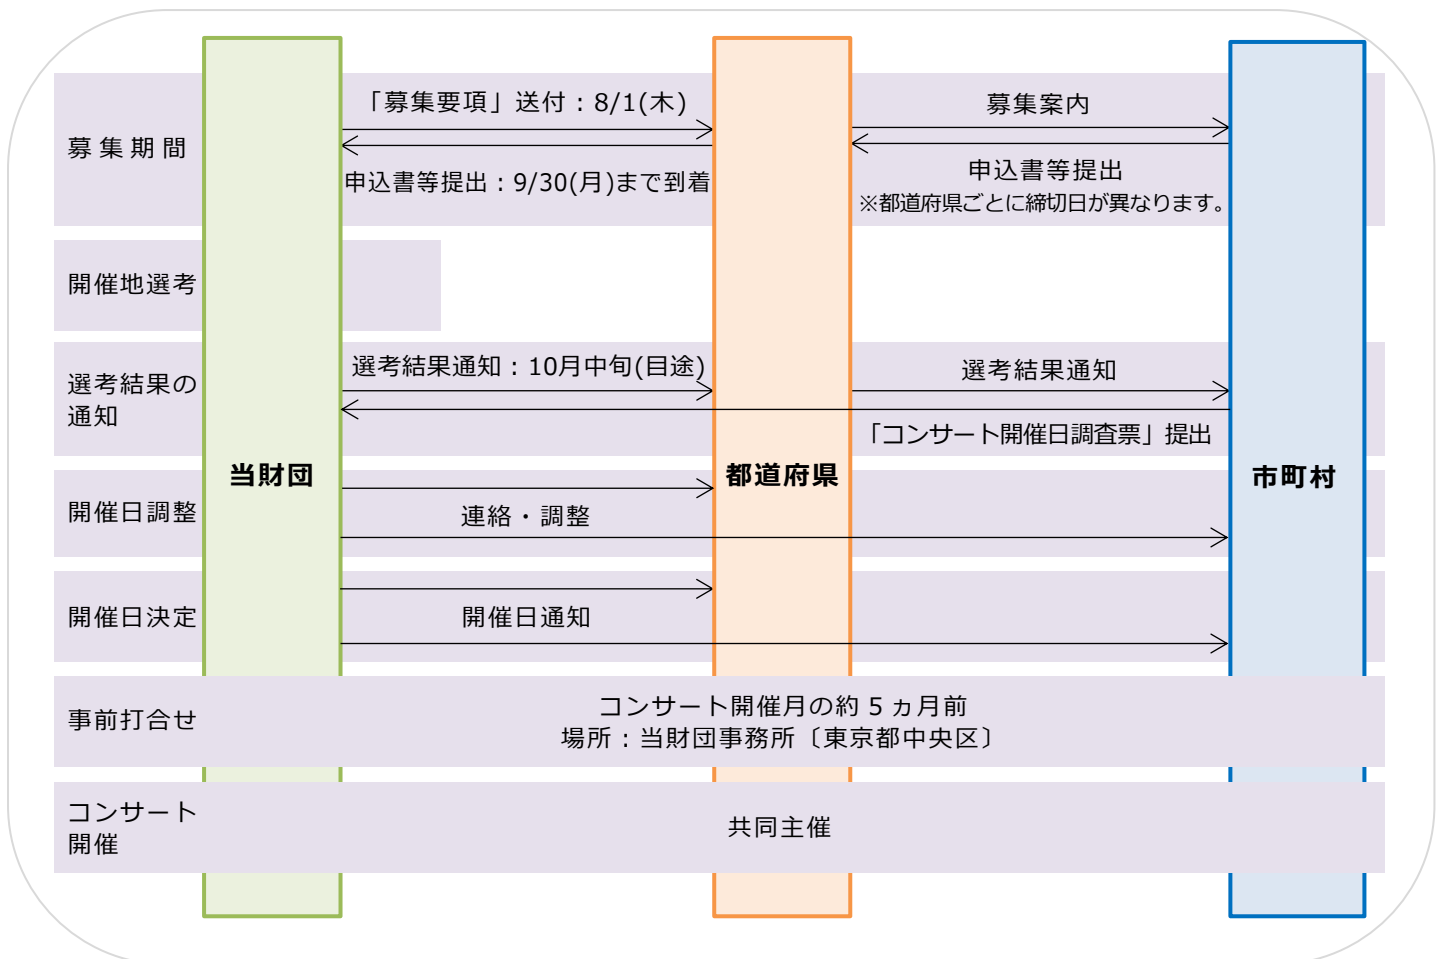 「募集要項」送付：8/1(木)
募集案内
募集期間
申込書等提出：9/30(月)まで到着
申込書等提出
※都道府県ごとに締切日が異なります。
開催地選考
選考結果通知：10月中旬(目途)
選考結果通知
選考結果の
通知
「コンサート開催日調査票」提出
当財団
都道府県
市町村
開催日調整
連絡・調整
開催日決定
開催日通知
事前打合せ
コンサート開催月の約５ヵ月前
場所：当財団事務所〔東京都中央区〕
コンサート
開催
共同主催